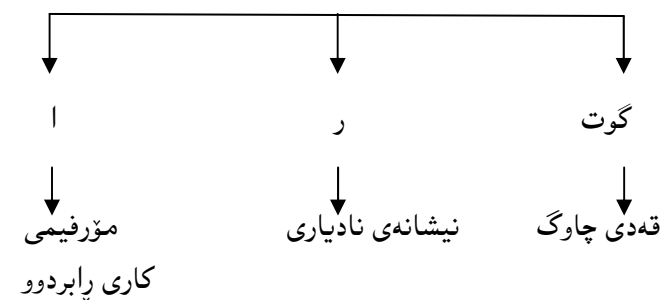 گوت ر ا
قەدی چاوگ نیشانەی نادیاری مۆرفیمی
کاری ڕابردوو